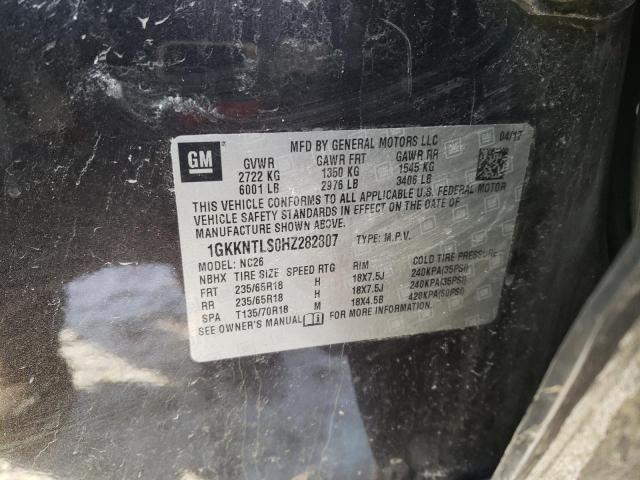 MFD BY GENERAL MOTORS LLC 04/17
GM
GVWR GAWR FRT GAWR RR
2722 KG 1350 KG 1545 KG
6001 LB 2976 LB 3406 LB
THIS VEHICLE CONFORMS TO ALL APPLICABLE U.S. FEDERAL MOTOR
VEHICLE SAFETY STANDARDS IN EFFECT ON THE DATE OF
MANUFACTURE SHOWN ABOVE.
1GKKNTLS0HZ282307 TYPE: M.P.V.
MODEL: NC26
NBHX TIRE SIZE SPEED RTG RIM COLD TIRE PRESSURE
FRT 235/65R18 H 18X7.5J 240KPA(35PSI)
RR 235/65R18 H 18X7.5J 240KPA(35PSI)
SPA T135/70R18 M 18X4.5B 420KPA(60PSI)
SEE OWNER'S MANUAL